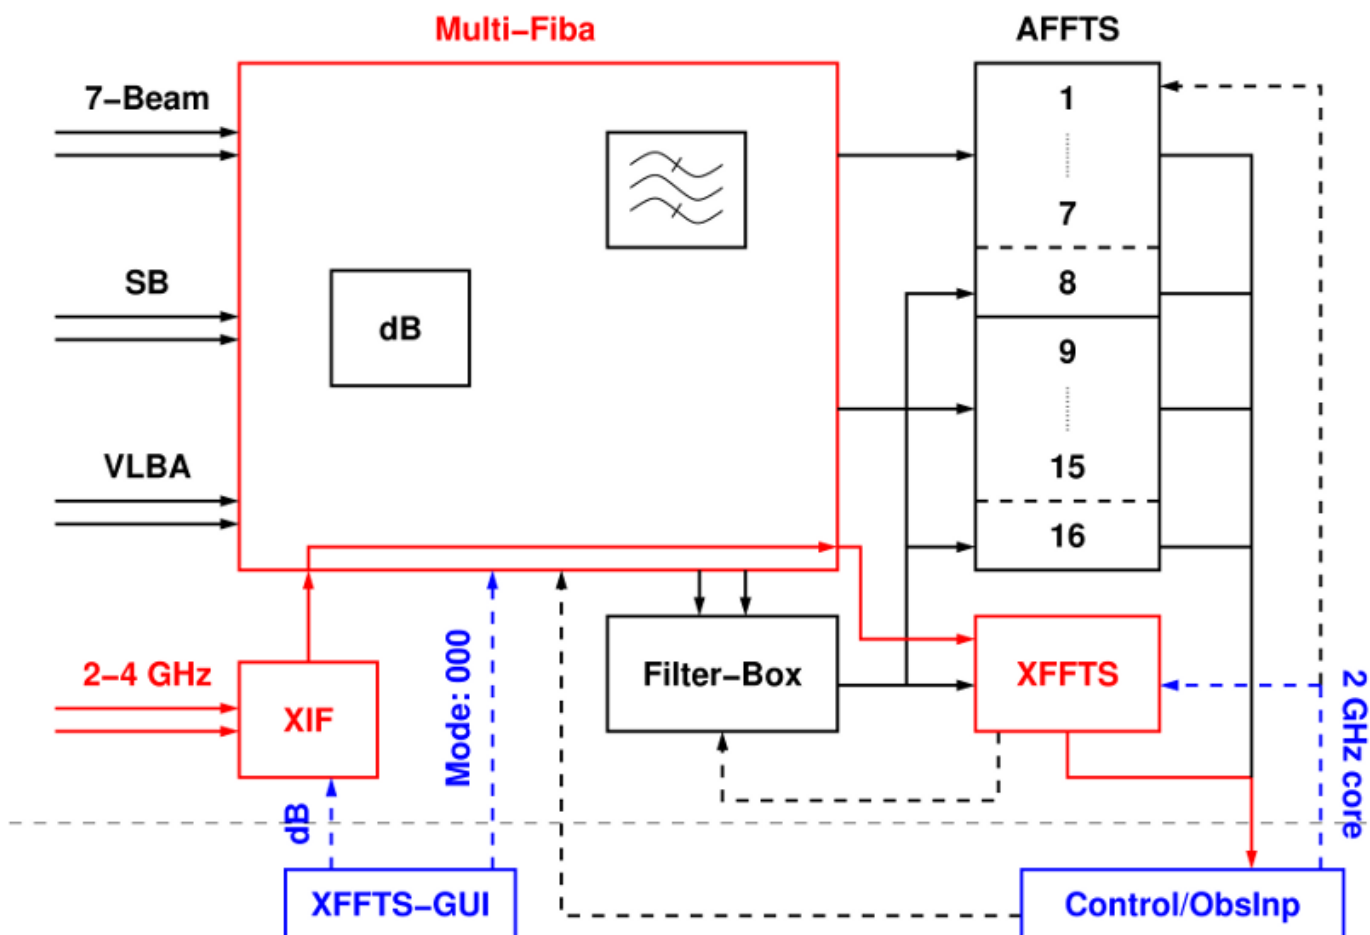 Multi−Fiba
AFFTS
7−Beam
1
7
SB
8
dB
9
VLBA
15
16
2−4 GHz
XIF
Mode: 000
Filter−Box
XFFTS
2 GHz core
dB
XFFTS−GUI
Control/ObsInp